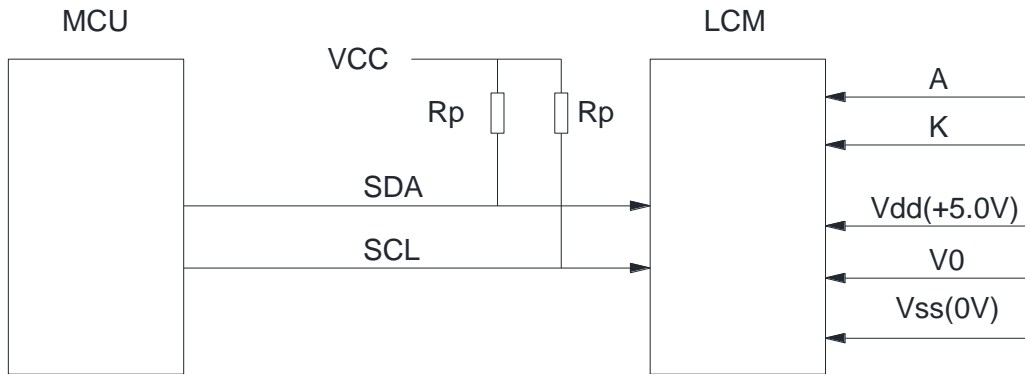 MCU
LCM
VCC
Rp
Rp
A
K
SDA
Vdd(+5.0V)
SCL
V0
Vss(0V)